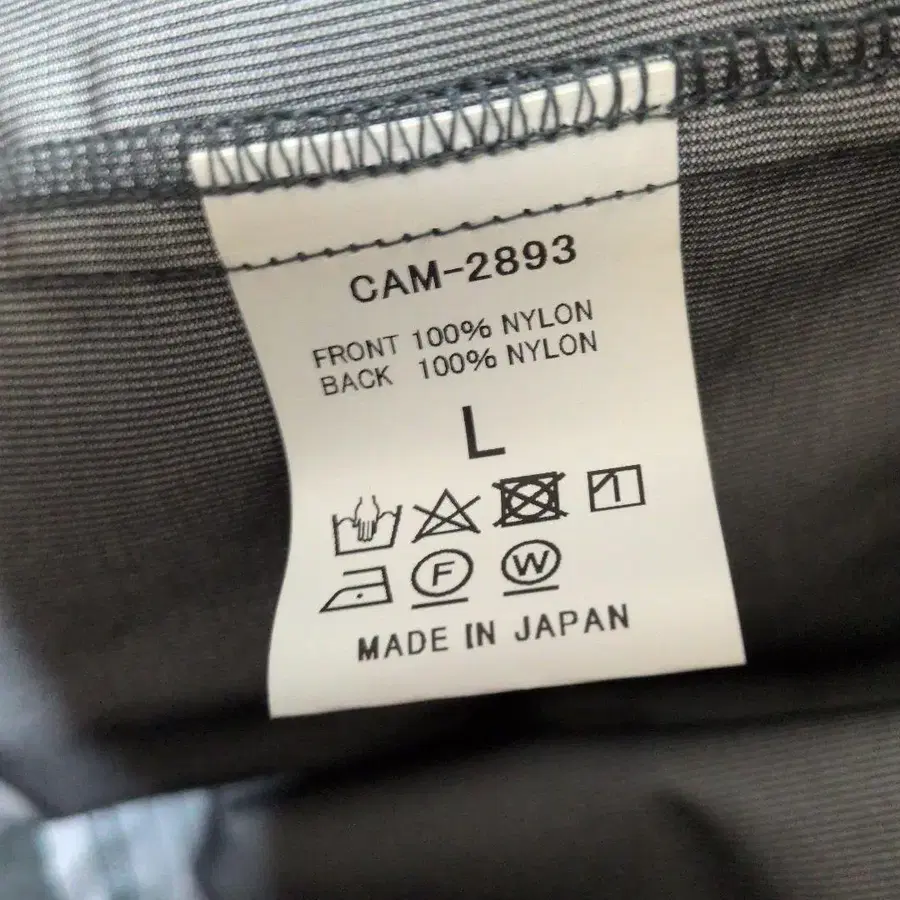 CAM-2893
FRONT 100% NYLON
BACK 100% NYLON
L
F W
MADE IN JAPAN